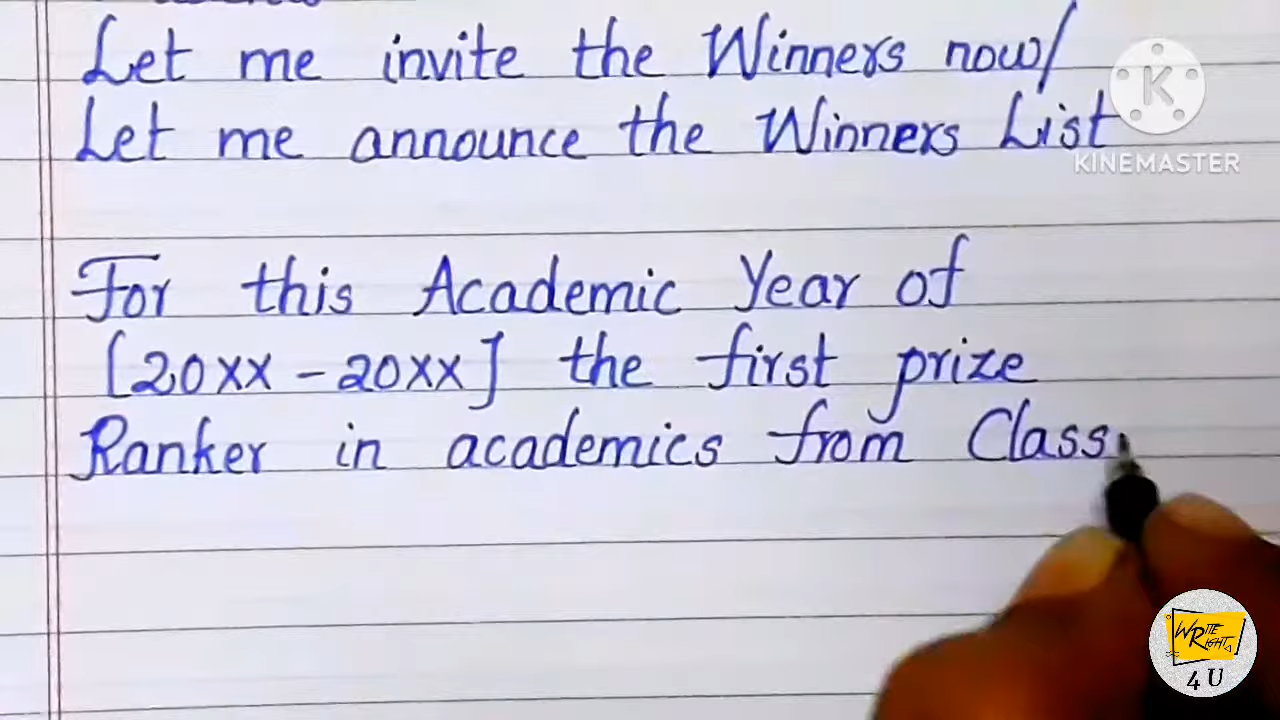 Let me invite the Winners now/
Let me announce the Winners List
KINEMASTER
For this Academic Year of
[20xx - 20xx] the first prize
Ranker in academics from Class
WRITE
RIGHT
4 U